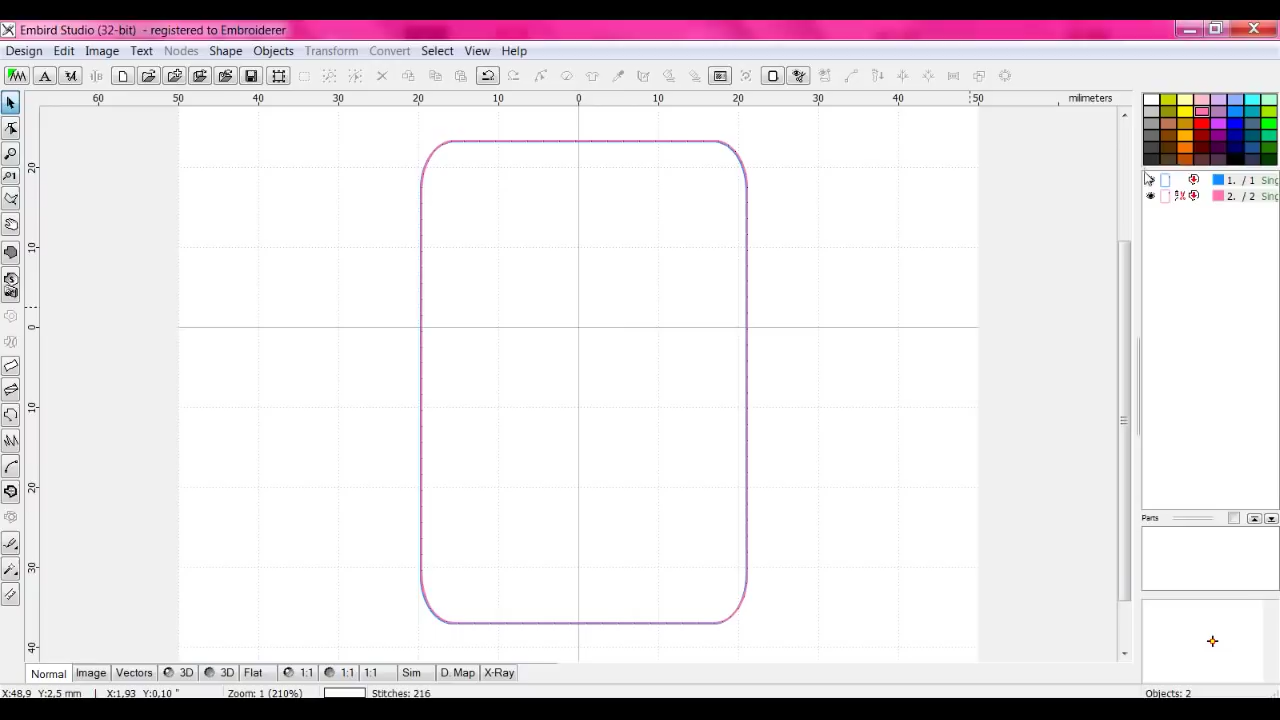 Embird Studio (32-bit) - registered to Embroiderer
Design Edit Image Text Nodes Shape Objects Transform Convert Select View Help
60 50 40 30 20 10 0 10 20 30 40 50 milimeters
20
10
0
10
20
30
40
1. / 1 Sing
2. / 2 Sing
Parts
Normal Image Vectors 3D 3D Flat 1:1 1:1 1:1 Sim D. Map X-Ray
X:48,9 Y:2.5 mm X:1,93 Y:0,10 " Zoom: 1 (210%) Stitches: 216 Objects: 2